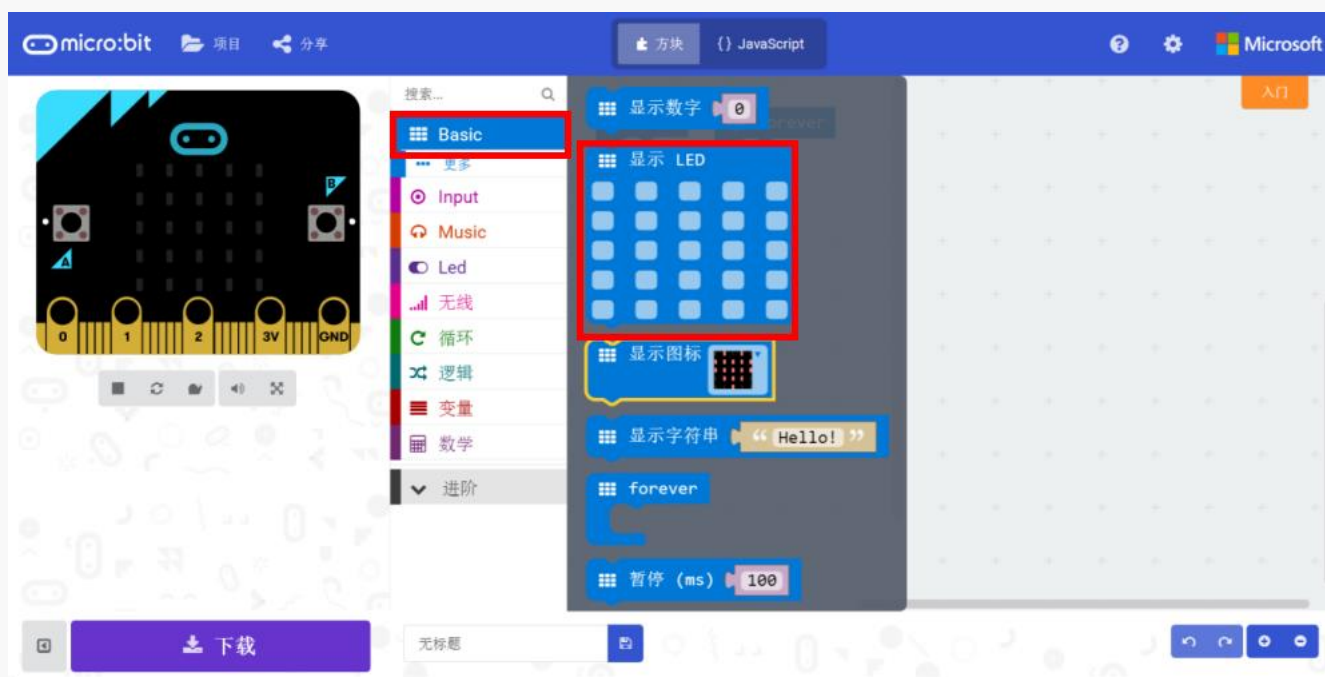 micro:bit 项目 分享 方块 {} JavaScript Microsoft
搜索...
Basic
更多
Input
Music
Led
无线
循环
逻辑
变量
数学
进阶
显示数字 0
显示 LED
显示图标
显示字符串 “ Hello! ”
forever
暂停 (ms) 100
forever
入门
B
A
0 1 2 3V GND
下载
无标题